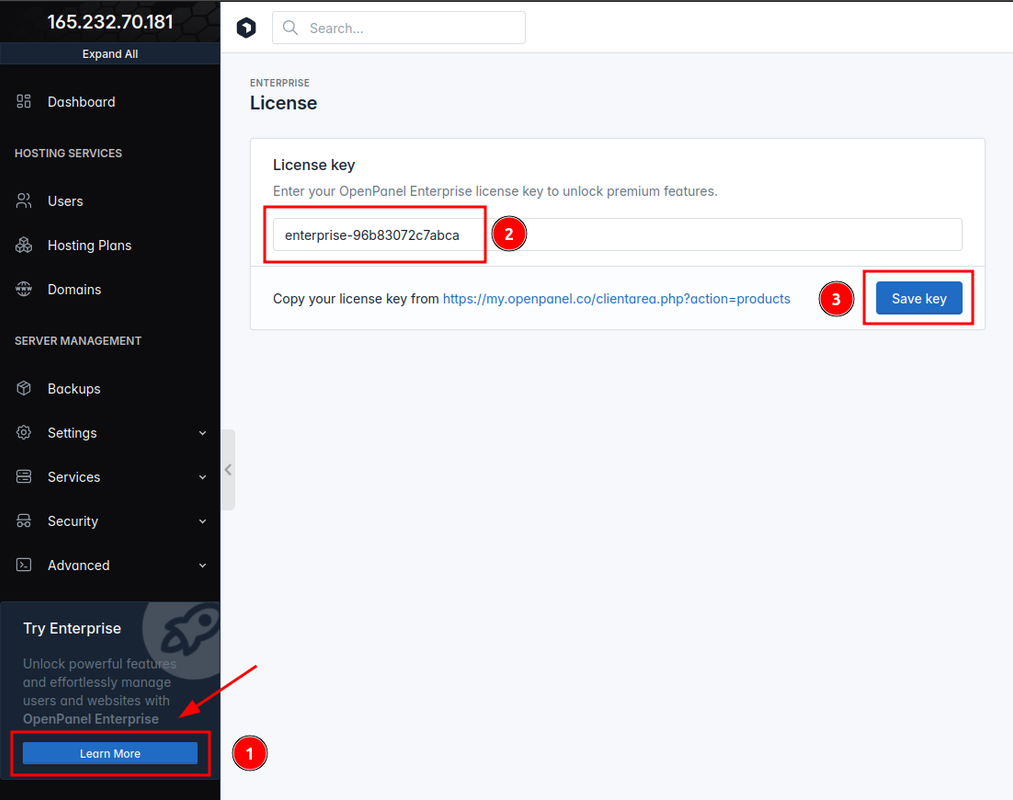 165.232.70.181
Expand All
Dashboard
HOSTING SERVICES
Users
Hosting Plans
Domains
SERVER MANAGEMENT
Backups
Settings
Services
Security
Advanced
Try Enterprise
Unlock powerful features
and effortlessly manage
users and websites with
OpenPanel Enterprise
Learn More
1
Search...
ENTERPRISE
License
License key
Enter your OpenPanel Enterprise license key to unlock premium features.
enterprise-96b83072c7abca
2
Copy your license key from https://my.openpanel.co/clientarea.php?action=products
3
Save key